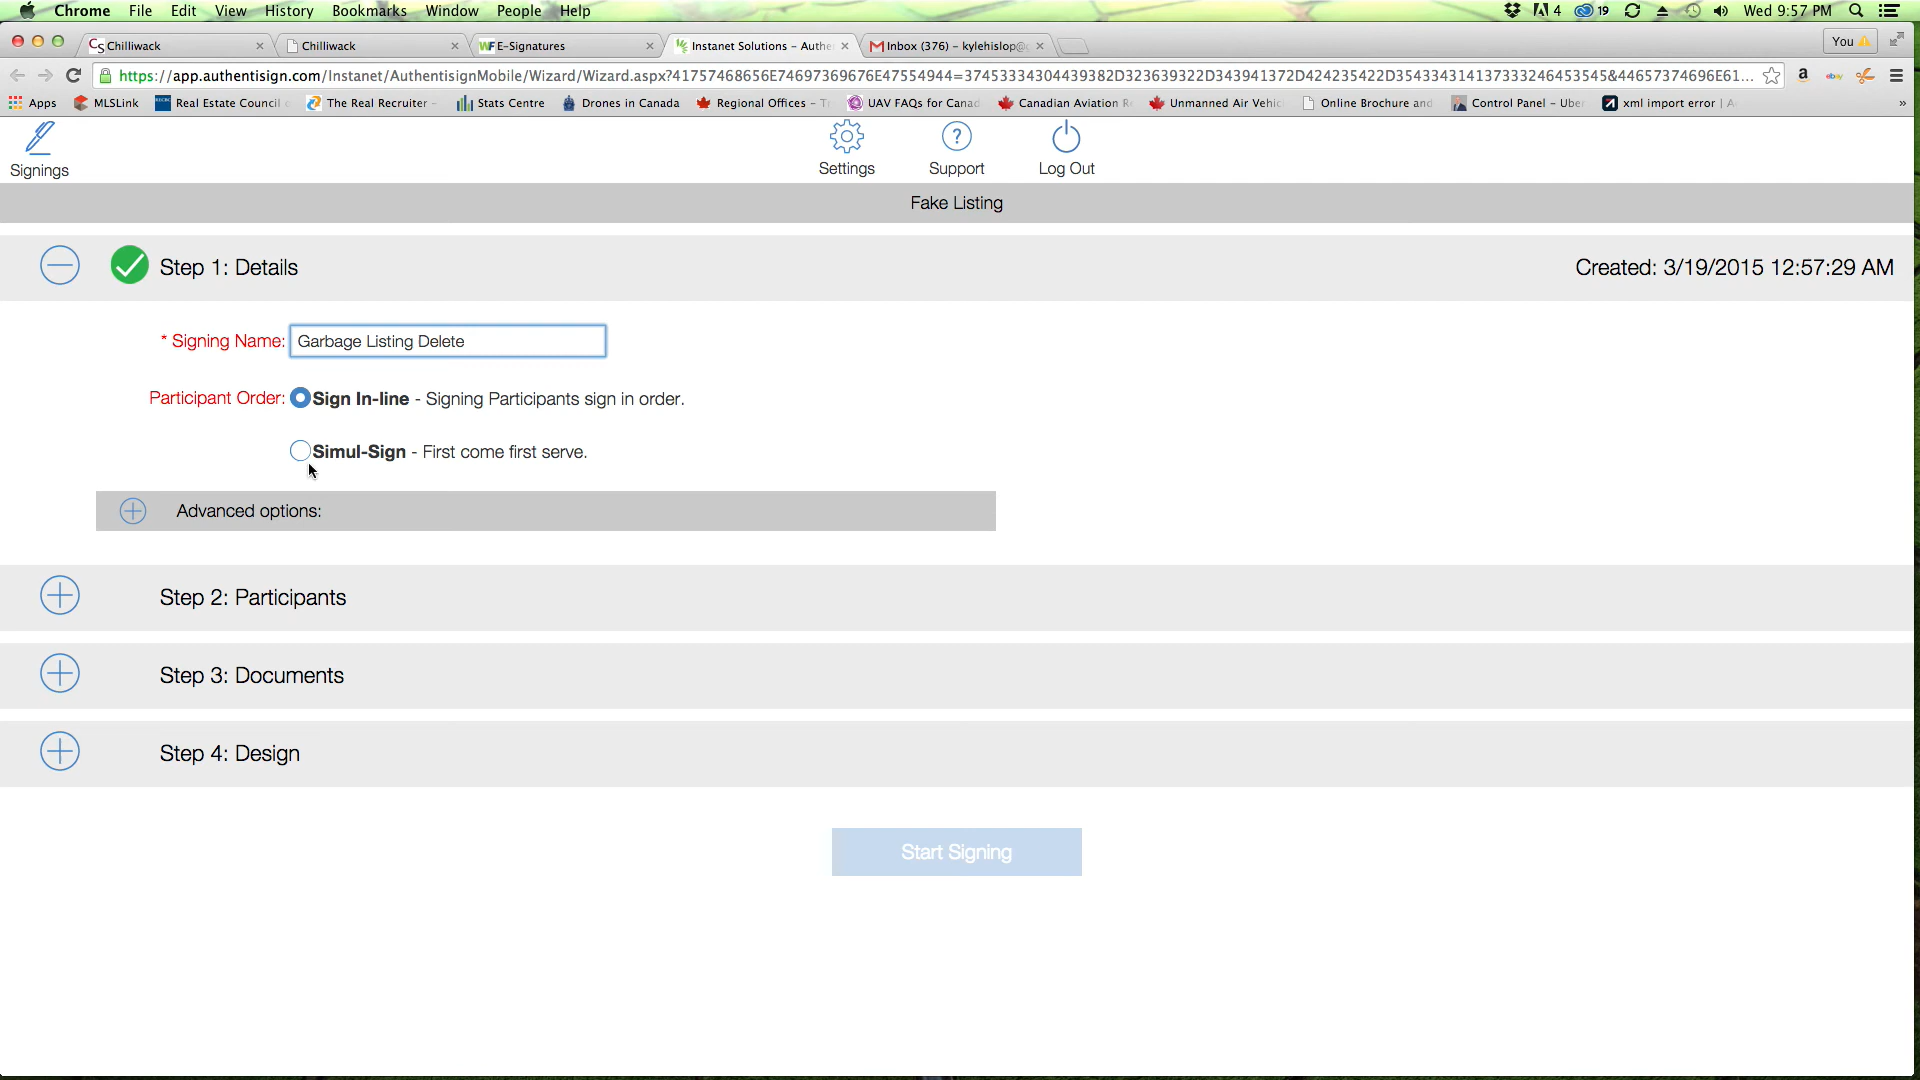 Chrome File Edit View History Bookmarks Window People Help 4 19 Wed 9:57 PM
CS Chilliwack Chilliwack WF E-Signatures Instanet Solutions - Authe Inbox (376) - kylehislop@g You
https://app.authentisign.com/Instanet/AuthentisignMobile/Wizard/Wizard.aspx?
Apps MLSLink Real Estate Council The Real Recruiter - Stats Centre Drones in Canada Regional Offices - T UAV FAQs for Canad Canadian Aviation R Unmanned Air Vehic Online Brochure and Control Panel - Uber xml import error | A »
Signings Settings Support Log Out
Fake Listing
Step 1: Details Created: 3/19/2015 12:57:29 AM
* Signing Name: Garbage Listing Delete
Participant Order: Sign In-line - Signing Participants sign in order.
Simul-Sign - First come first serve.
Advanced options:
Step 2: Participants
Step 3: Documents
Step 4: Design
Start Signing